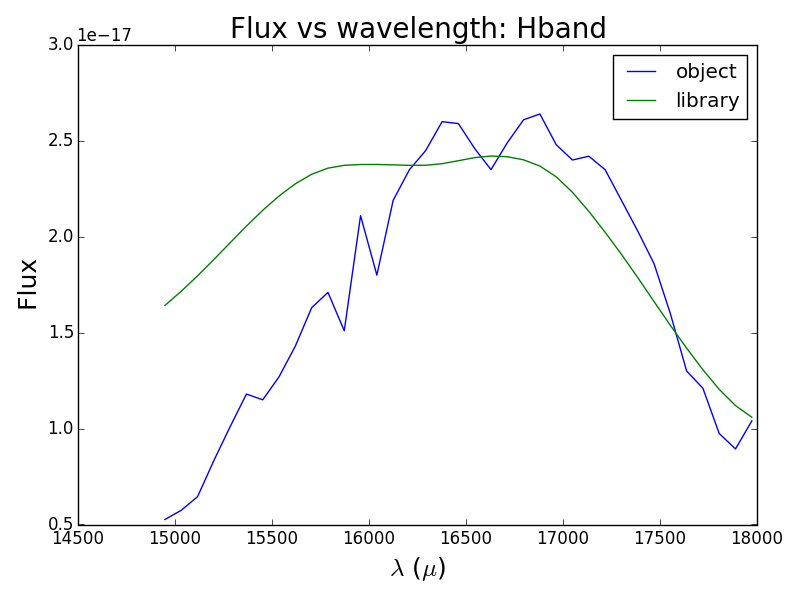 Flux vs wavelength: Hband
1e−17
object
library
3.0
2.5
2.0
1.5
1.0
0.5
Flux
14500 15000 15500 16000 16500 17000 17500 18000
λ (μ)